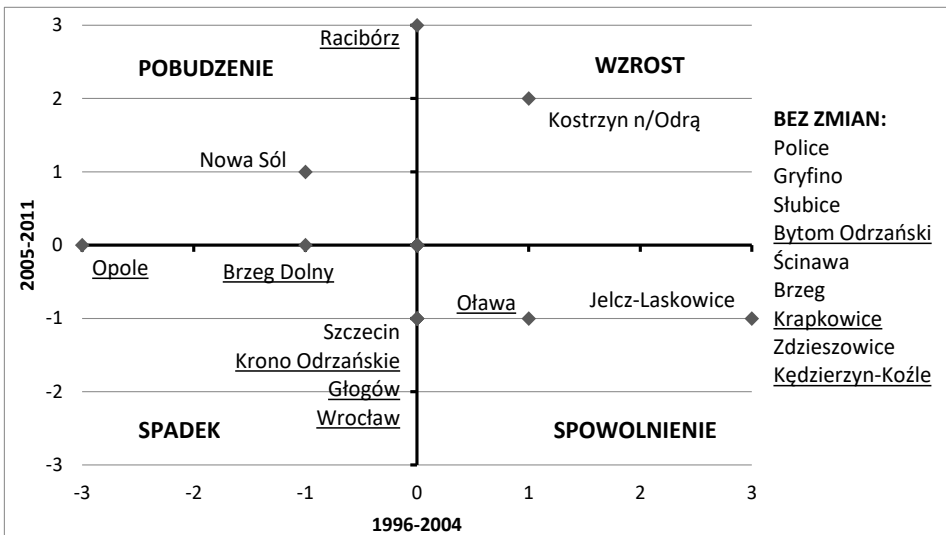 3
Racibórz
POBUDZENIE
WZROST
2
Kostrzyn n/Odrą
BEZ ZMIAN:
Police
Nowa Sól
1
Gryfino
Słubice
2005-2011
0
Bytom Odrzański
Opole
Brzeg Dolny
Ścinawa
Brzeg
Oława
Jelcz-Laskowice
-1
Krapkowice
Szczecin
Zdzieszowice
Krono Odrzańskie
Kędzierzyn-Koźle
Głogów
-2
Wrocław
SPADEK
SPOWOLNIENIE
-3
-3 -2 -1 0 1 2 3
1996-2004